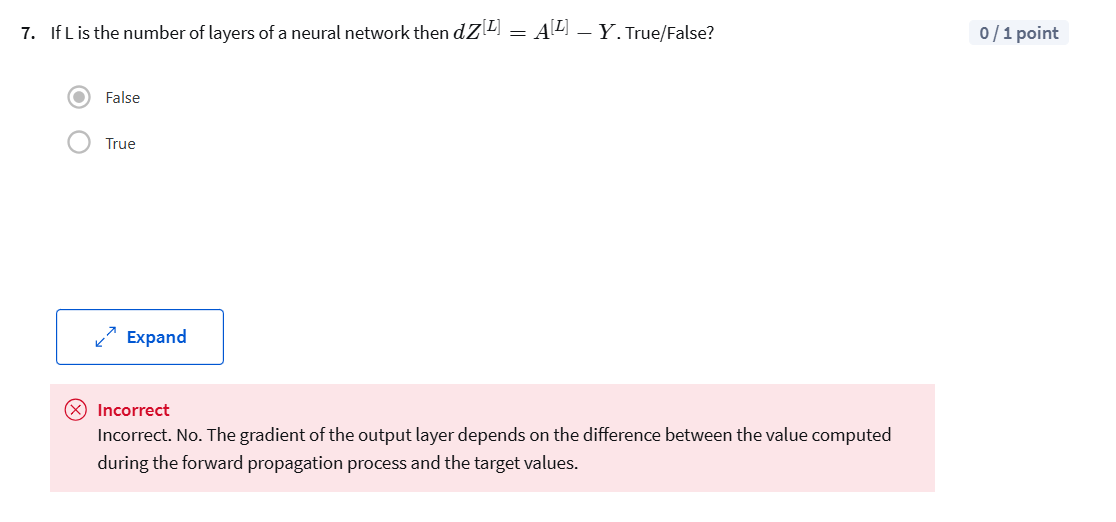 7. If L is the number of layers of a neural network then dZ^[L] = A^[L] − Y. True/False?
0 / 1 point
False
True
Expand
Incorrect
Incorrect. No. The gradient of the output layer depends on the difference between the value computed
during the forward propagation process and the target values.